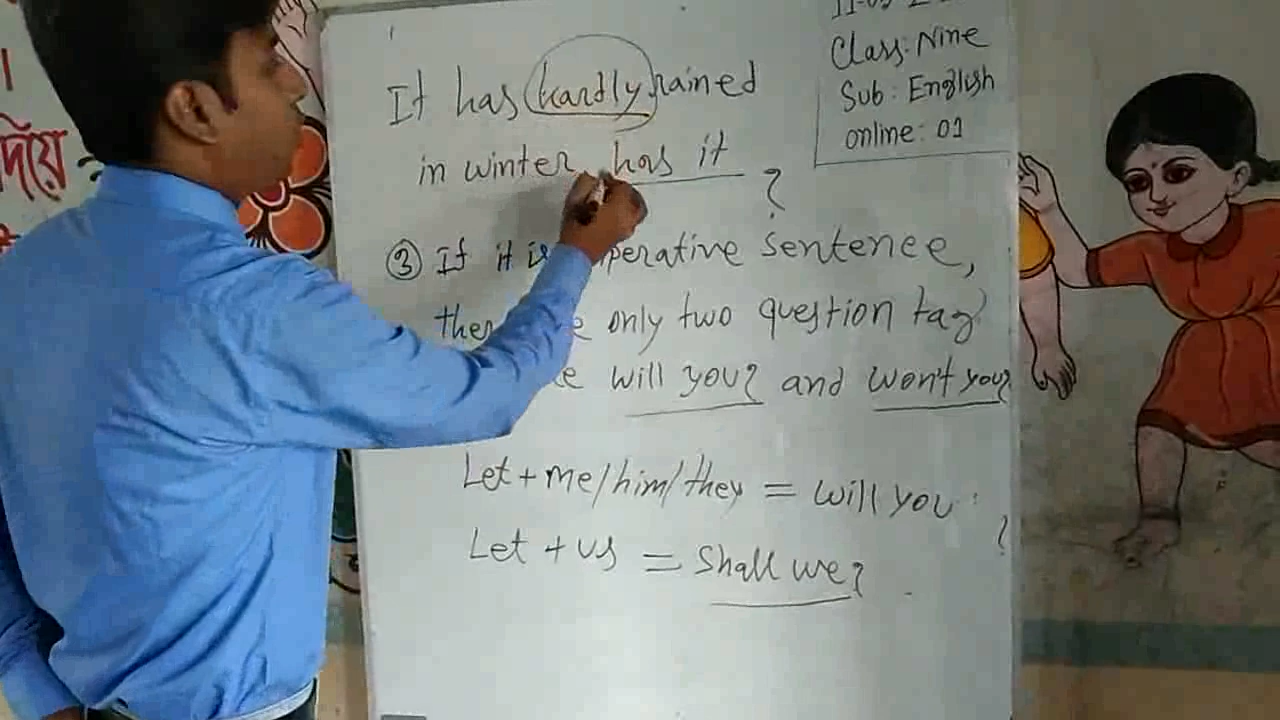 It has hardly rained
in winter, has it ?
③ If it is imperative sentence,
only two question tag
will you? and won't you?
Let + me/him/they = will you ?
Let + us = Shall we?
Class: Nine
Sub: English
online: 01
দিয়ে